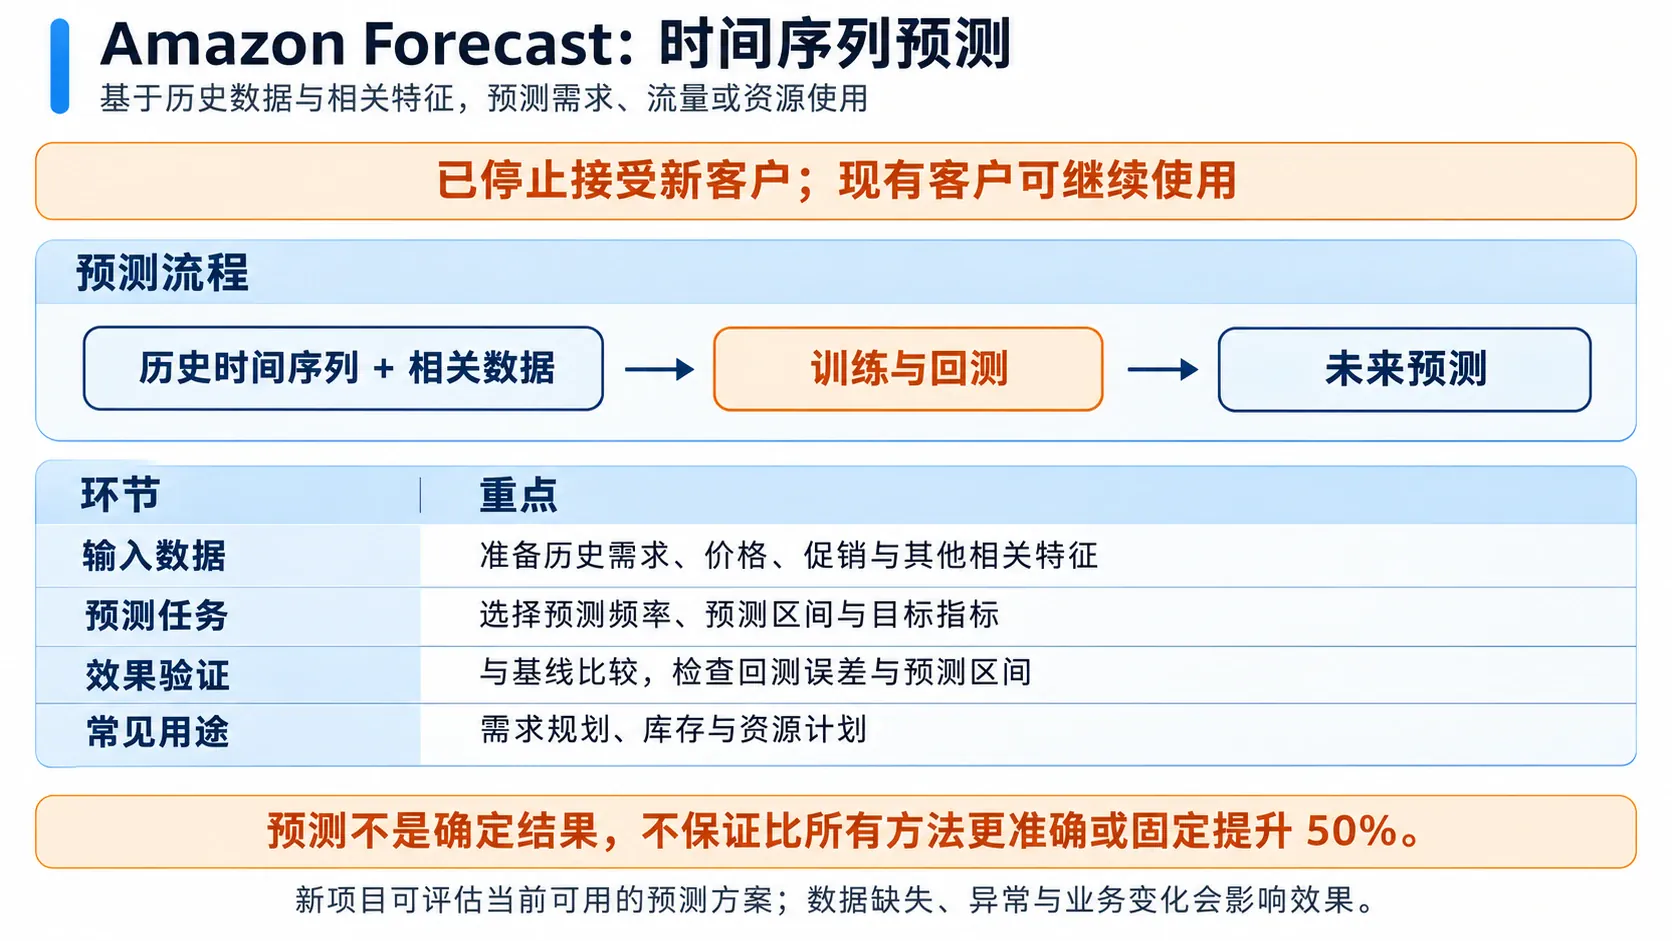 Amazon Forecast：时间序列预测
基于历史数据与相关特征，预测需求、流量或资源使用
已停止接受新客户；现有客户可继续使用
预测流程
历史时间序列 + 相关数据
训练与回测
未来预测
环节 重点
输入数据 准备历史需求、价格、促销与其他相关特征
预测任务 选择预测频率、预测区间与目标指标
效果验证 与基线比较，检查回测误差与预测区间
常见用途 需求规划、库存与资源计划
预测不是确定结果，不保证比所有方法更准确或固定提升 50%。
新项目可评估当前可用的预测方案；数据缺失、异常与业务变化会影响效果。